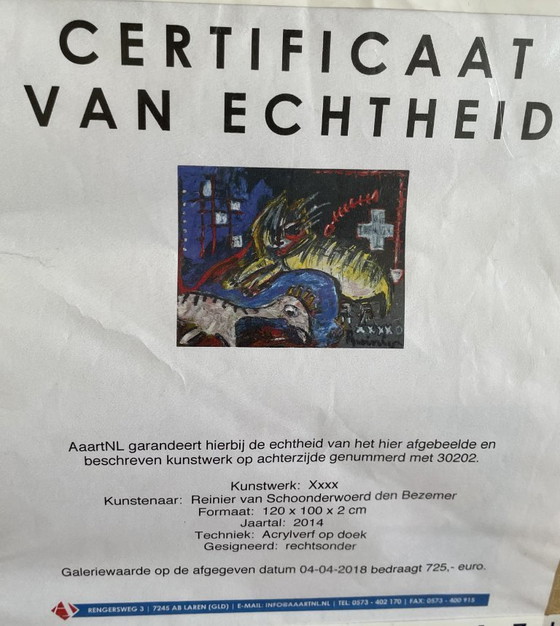 CERTIFICAAT
VAN ECHTHEID
XXXXO
AaartNL garandeert hierbij de echtheid van het hier afgebeelde en
beschreven kunstwerk op achterzijde genummerd met 30202.
Kunstwerk: Xxxx
Kunstenaar: Reinier van Schoonderwoerd den Bezemer
Formaat: 120 x 100 x 2 cm
Jaartal: 2014
Techniek: Acrylverf op doek
Gesigneerd: rechtsonder
Galeriewaarde op de afgegeven datum 04-04-2018 bedraagt 725,- euro.
RENGERSWEG 3 | 7245 AB LAREN (GLD) | E-MAIL: INFO@AAARTNL.NL | TEL: 0573 - 402 170 | FAX: 0573 - 400 915